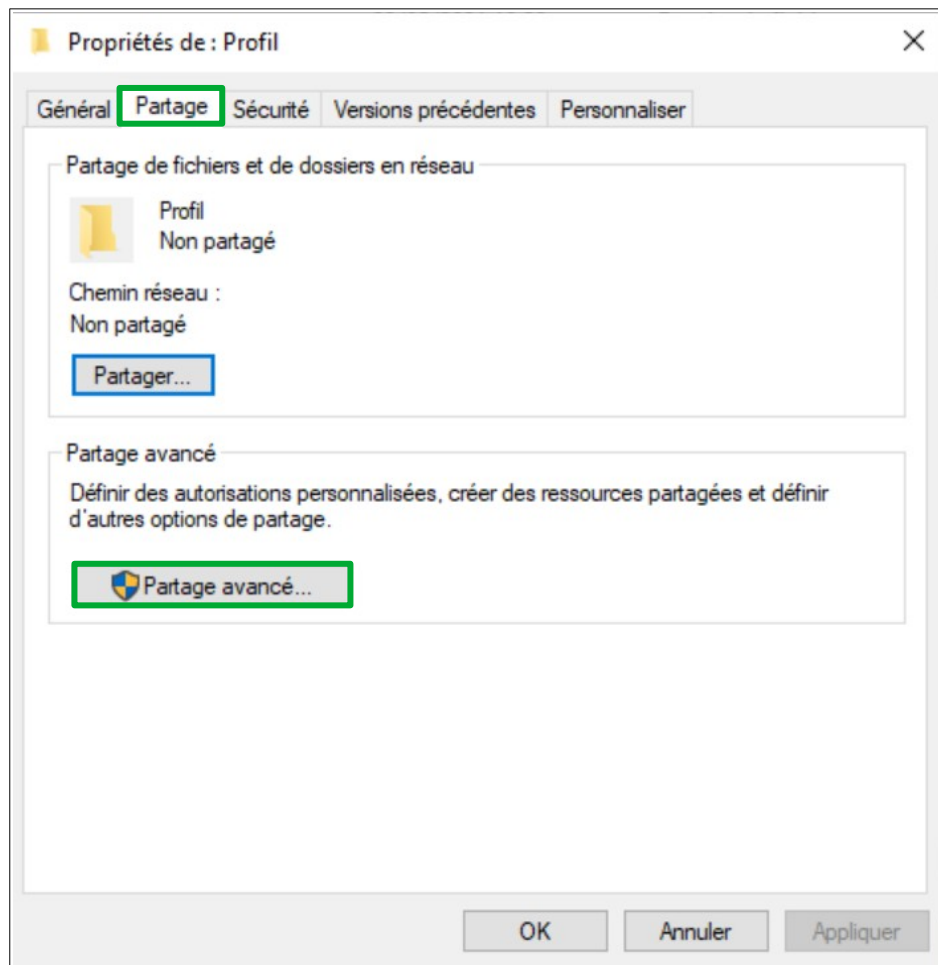 Propriétés de : Profil
Général Partage Sécurité Versions précédentes Personnaliser
Partage de fichiers et de dossiers en réseau
Profil
Non partagé
Chemin réseau :
Non partagé
Partager...
Partage avancé
Définir des autorisations personnalisées, créer des ressources partagées et définir
d'autres options de partage.
Partage avancé...
OK Annuler Appliquer